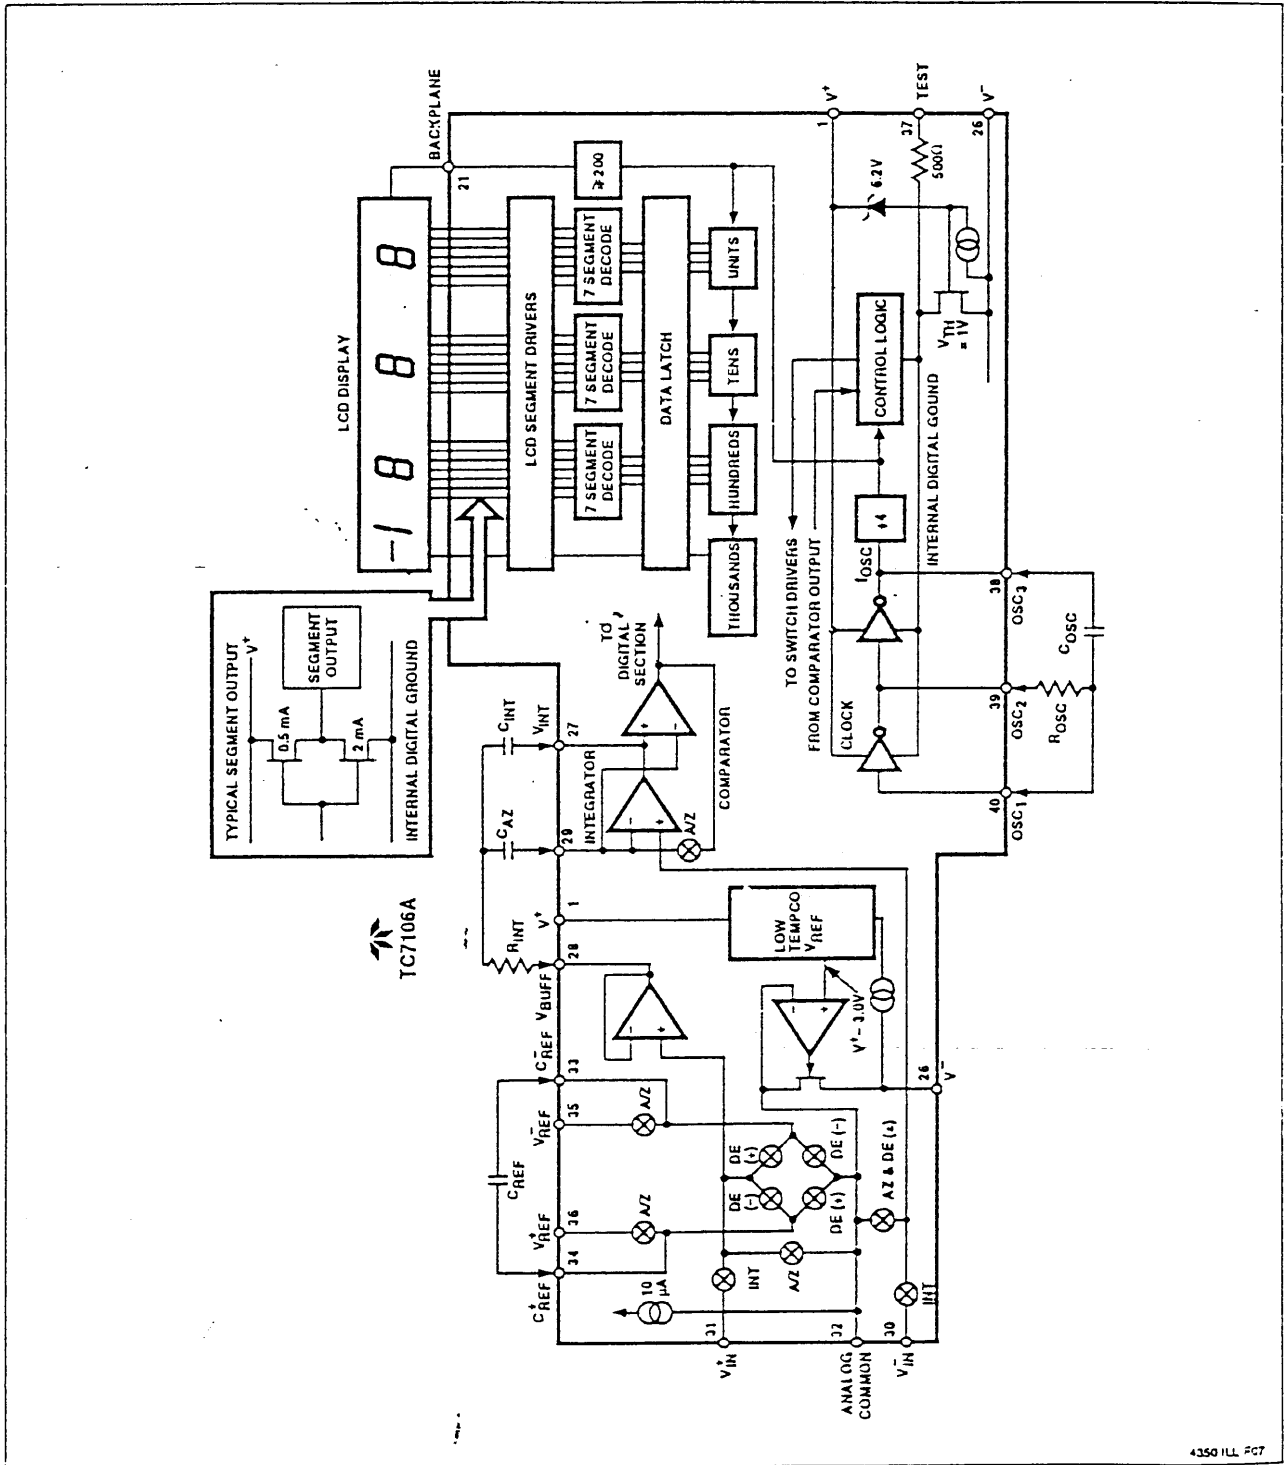 TYPICAL SEGMENT OUTPUT
V+
0.5 mA
SEGMENT
OUTPUT
2 mA
INTERNAL DIGITAL GROUND
LCD DISPLAY
-1 8 8 8
BACKPLANE
21
LCD SEGMENT DRIVERS
7 SEGMENT
DECODE
7 SEGMENT
DECODE
7 SEGMENT
DECODE
÷200
DATA LATCH
THOUSANDS
HUNDREDS
TENS
UNITS
TC7106A
C+REF
34
CREF
V+REF
36
V-REF
35
C-REF
33
VBUFF
28
RINT
V+
1
CAZ
29
CINT
VINT
27
INTEGRATOR
TO
DIGITAL
SECTION
COMPARATOR
A/Z
10
µA
A/Z
A/Z
V+IN
31
INT
A/Z
DE
(-)
DE
(+)
DE (+)
DE (-)
ANALOG
COMMON
32
AZ & DE (±)
V-IN
30
INT
LOW
TEMPCO
VREF
V+ - 3.0V
26
V-
TO SWITCH DRIVERS
FROM COMPARATOR OUTPUT
CLOCK
fOSC
÷4
CONTROL LOGIC
INTERNAL DIGITAL GOUND
VTH
= 1V
6.2V
500Ω
1
V+
37
TEST
26
V-
40
OSC1
39
OSC2
38
OSC3
ROSC
COSC
4350 ILL FC7